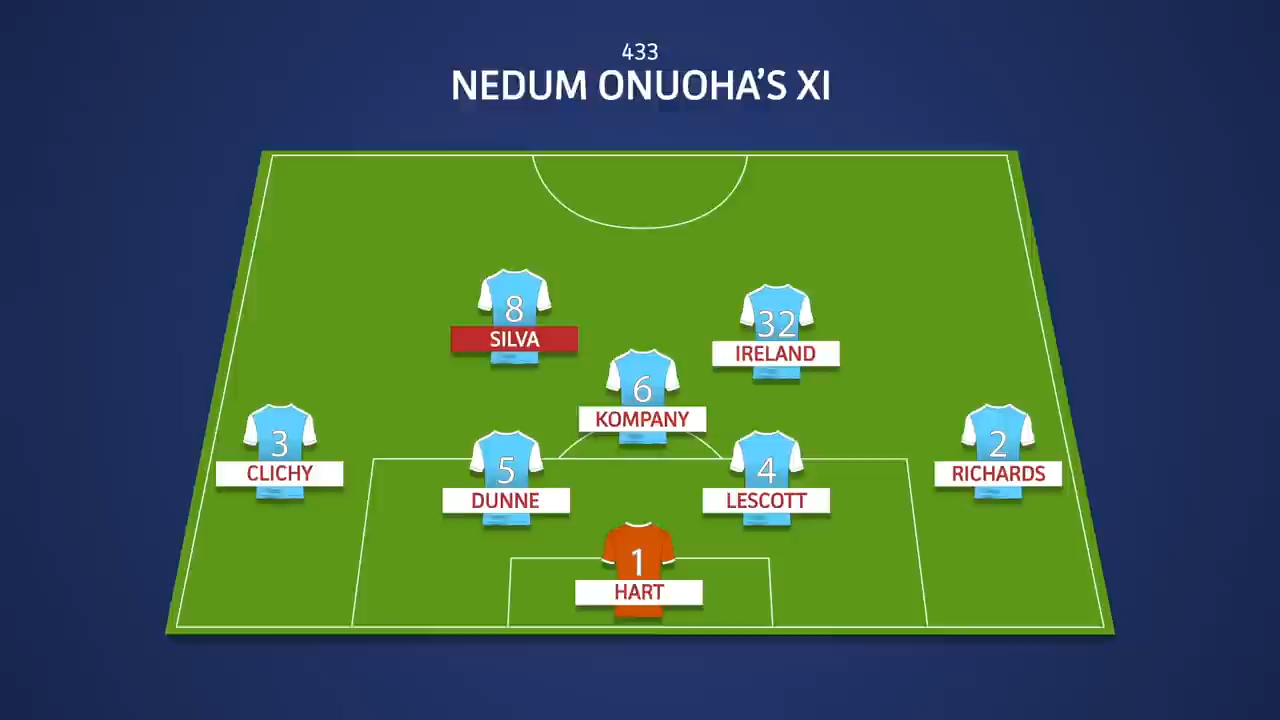 433
NEDUM ONUOHA'S XI
8
SILVA
32
IRELAND
6
KOMPANY
3
CLICHY
5
DUNNE
4
LESCOTT
2
RICHARDS
1
HART